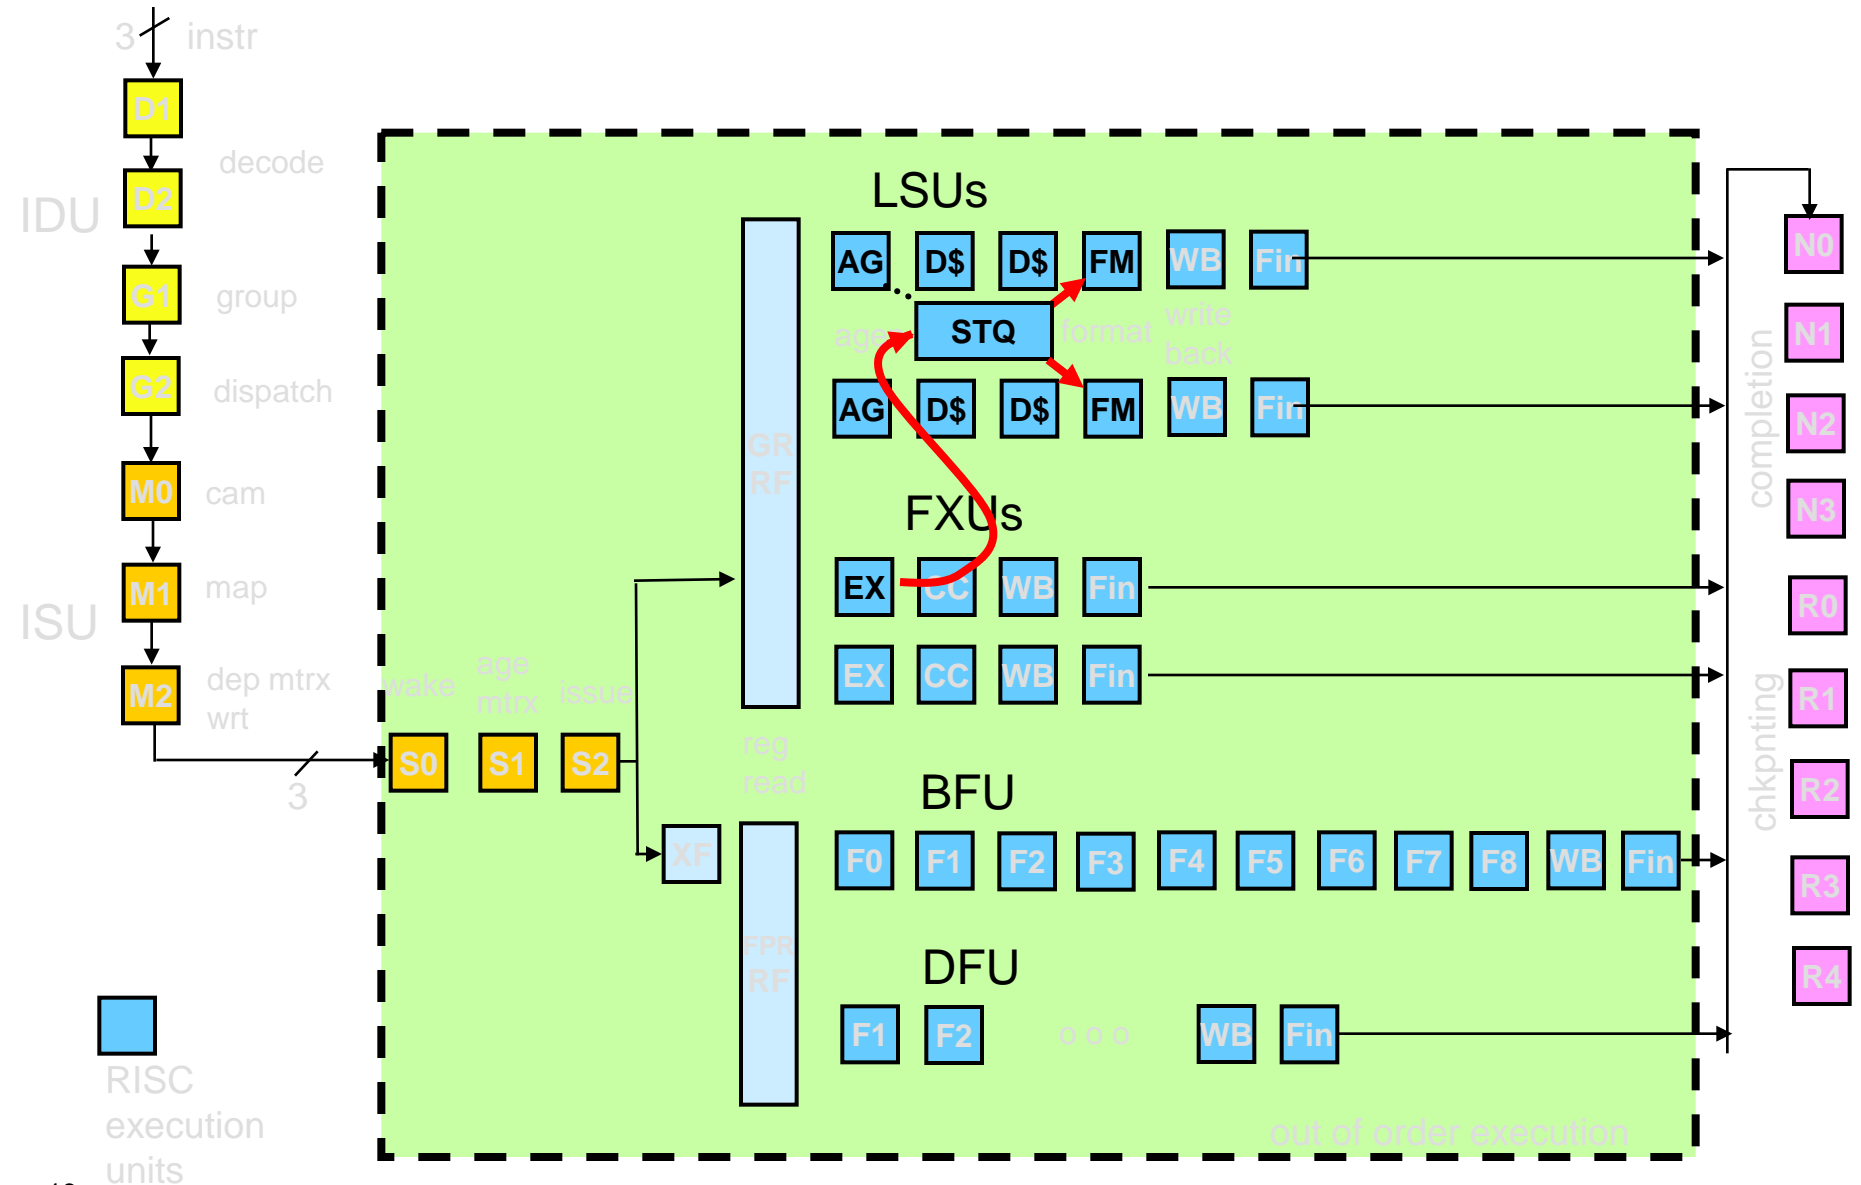 3 instr
D1
decode
D2
IDU
G1 group
G2 dispatch
M0 cam
M1 map
ISU
M2
dep mtrx
wrt
3
wake
age
mtrx
issue
S0 S1 S2
GR
RF
reg
read
XF
FPR
RF
LSUs
AG D$ D$ FM WB Fin
STQ
format
write
back
AG D$ D$ FM WB Fin
FXUs
EX CC WB Fin
EX CC WB Fin
BFU
F0 F1 F2 F3 F4 F5 F6 F7 F8 WB Fin
DFU
F1 F2 o o o WB Fin
out of order execution
completion
chkpnting
N0
N1
N2
N3
R0
R1
R2
R3
R4
RISC
execution
units